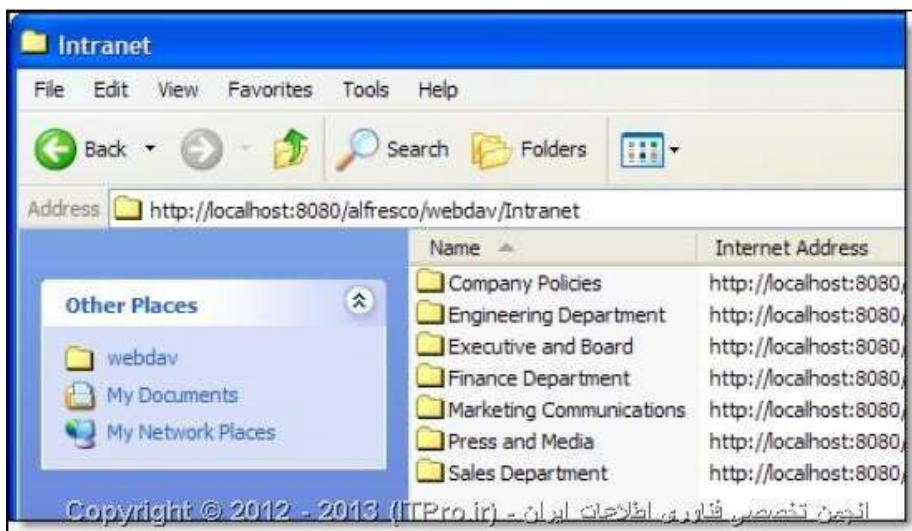 Intranet
File Edit View Favorites Tools Help
Back Search Folders
Address http://localhost:8080/alfresco/webdav/Intranet
Name Internet Address
Other Places
webdav
My Documents
My Network Places
Company Policies http://localhost:8080/
Engineering Department http://localhost:8080/
Executive and Board http://localhost:8080/
Finance Department http://localhost:8080/
Marketing Communications http://localhost:8080/
Press and Media http://localhost:8080/
Sales Department http://localhost:8080/
Copyright © 2012 - 2013 (ITPro.ir) - انجمن تخصصی فناوری اطلاعات ایران